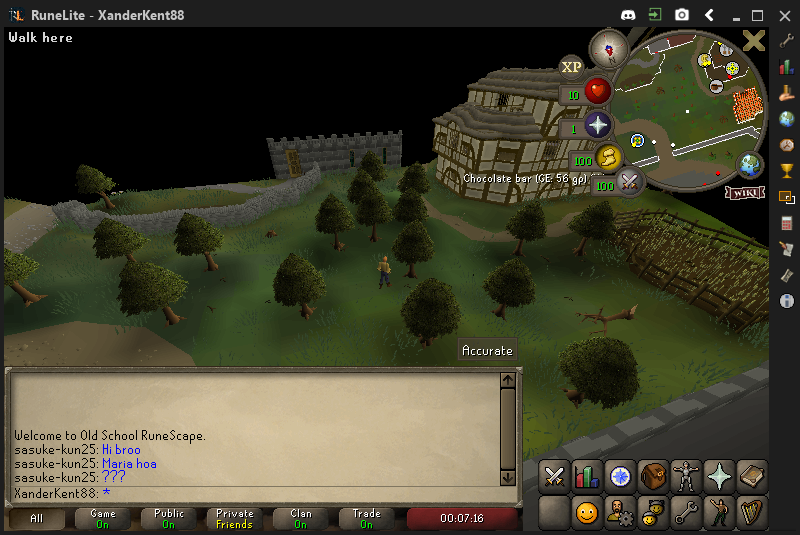 RuneLite - XanderKent88
Walk here
XP
10
1
100
Chocolate bar (GE: 56 gp)
100
WIKI
N
Accurate
Welcome to Old School RuneScape.
sasuke-kun25: Hi broo
sasuke-kun25: Maria hoa
sasuke-kun25: ???
XanderKent88: *
All
Game
On
Public
On
Private
Friends
Clan
On
Trade
On
00:07:16